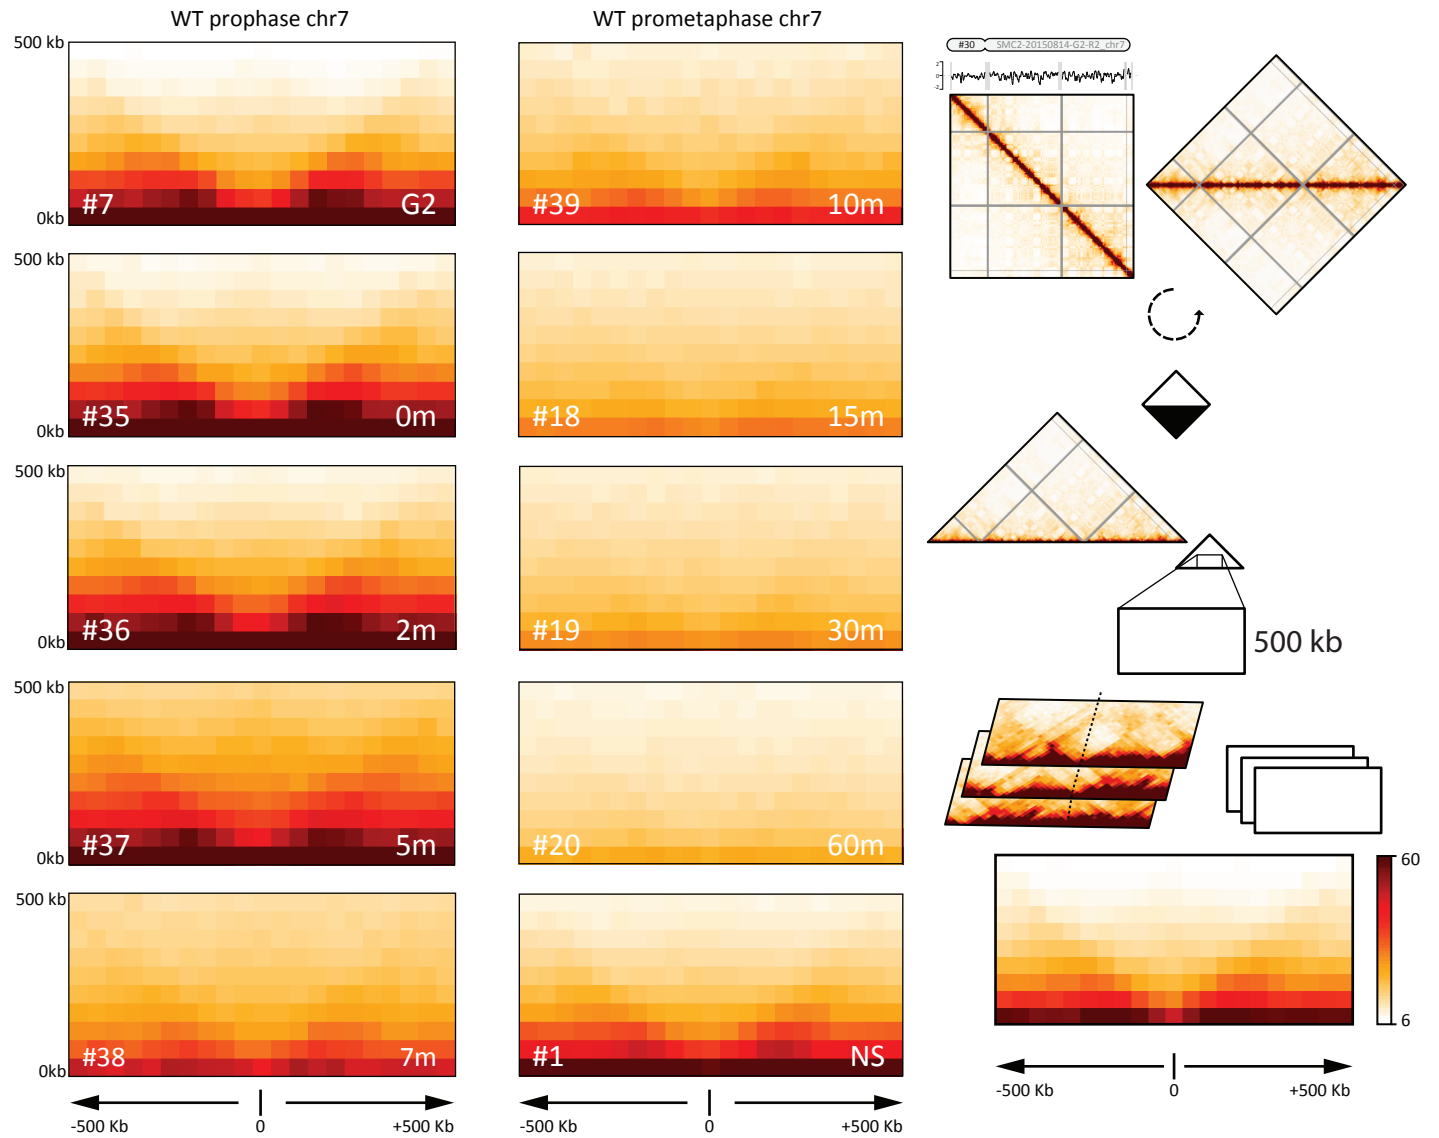 WT prophase chr7
500 kb
#7
G2
0kb
500 kb
#35
0m
0kb
500 kb
#36
2m
0kb
500 kb
#37
5m
0kb
500 kb
#38
7m
0kb
-500 Kb
0
+500 Kb
WT prometaphase chr7
#39
10m
#18
15m
#19
30m
#20
60m
#1
NS
-500 Kb
0
+500 Kb
#30
SMC2-20150814-G2-R2_chr7
2
0
-2
500 kb
60
6
-500 Kb
0
+500 Kb